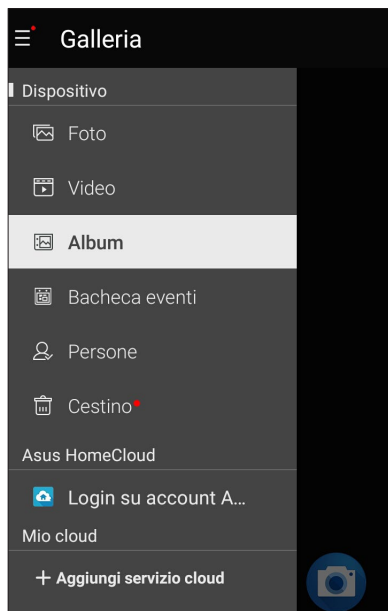 Galleria
Dispositivo
Foto
Video
Album
Bacheca eventi
Persone
Cestino
Asus HomeCloud
Login su account A...
Mio cloud
+ Aggiungi servizio cloud